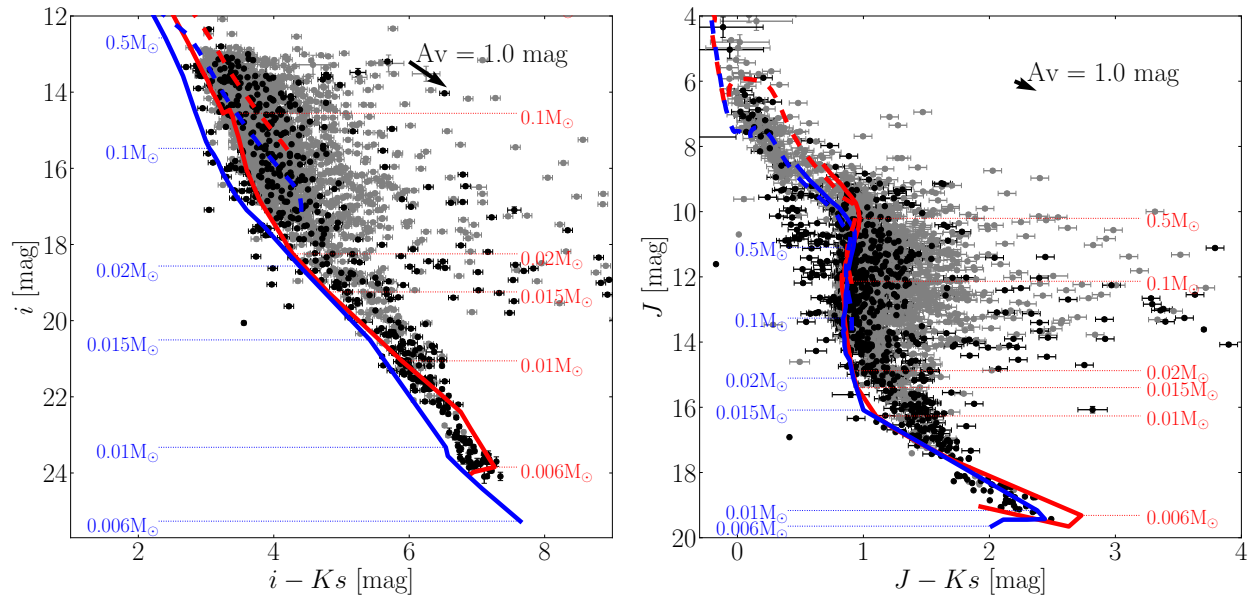 12
14
16
18
20
22
24
i [mag]
2
4
6
8
i − Ks [mag]
Av = 1.0 mag
0.5M☉
0.1M☉
0.02M☉
0.015M☉
0.01M☉
0.006M☉
0.1M☉
0.02M☉
0.015M☉
0.01M☉
0.006M☉
4
6
8
10
12
14
16
18
20
J [mag]
0
1
2
3
4
J − Ks [mag]
Av = 1.0 mag
0.5M☉
0.1M☉
0.02M☉
0.015M☉
0.01M☉
0.006M☉
0.5M☉
0.1M☉
0.02M☉
0.015M☉
0.01M☉
0.006M☉